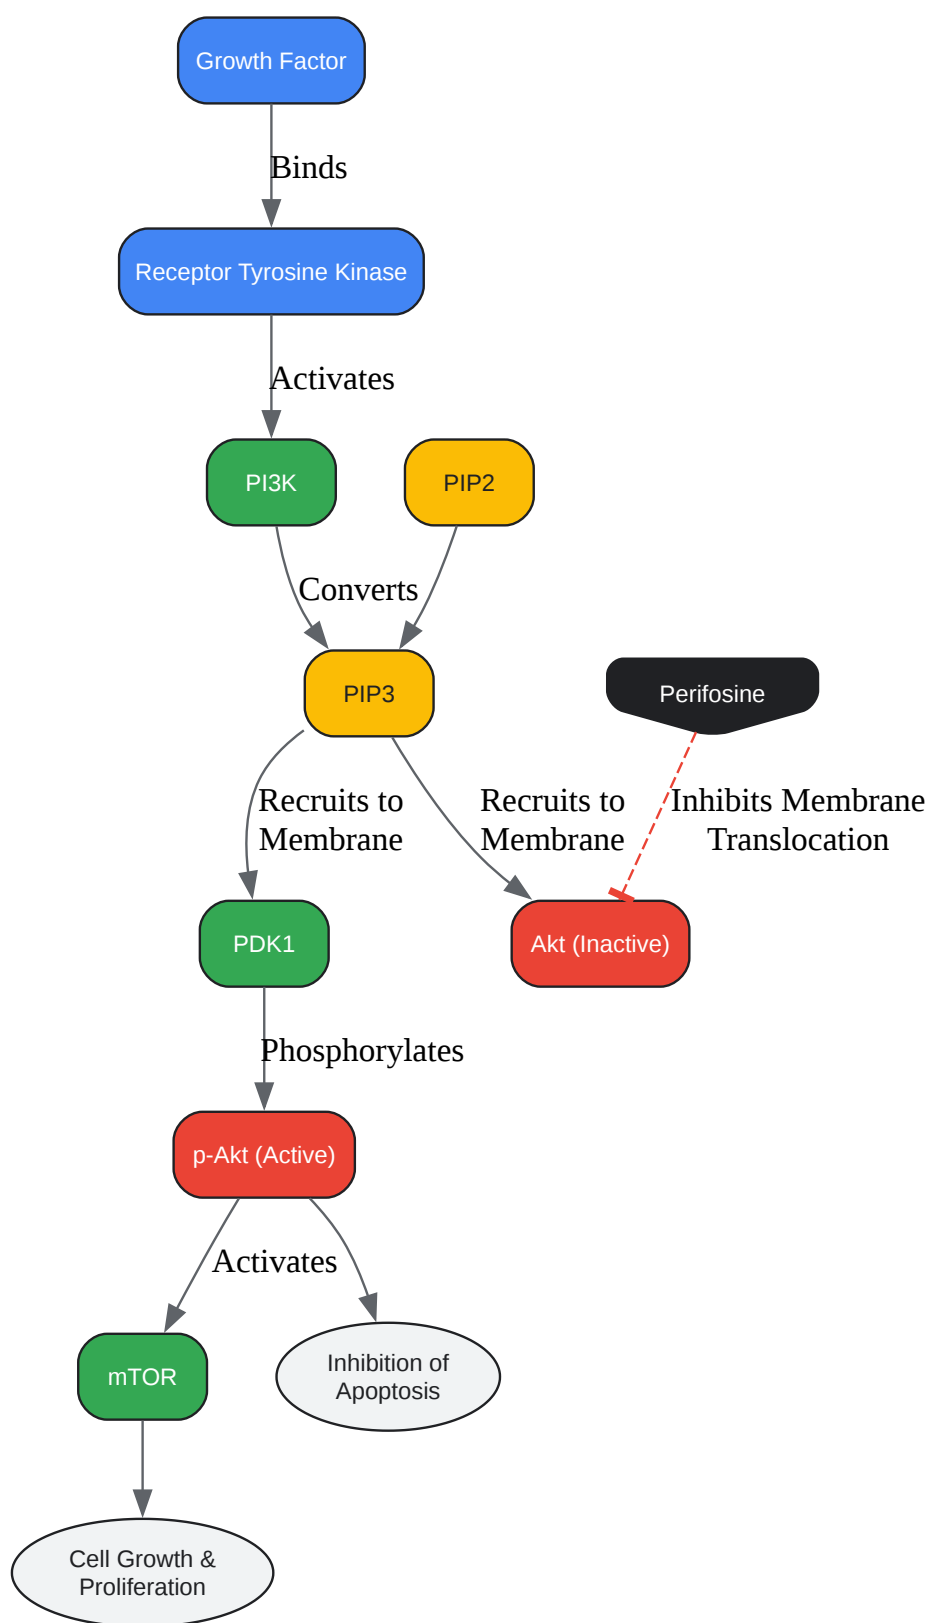 Growth Factor
Binds
Receptor Tyrosine Kinase
Activates
PI3K
PIP2
Converts
PIP3
Perifosine
Recruits to
Membrane
Recruits to
Membrane
Inhibits Membrane
Translocation
PDK1
Akt (Inactive)
Phosphorylates
p-Akt (Active)
Activates
mTOR
Inhibition of
Apoptosis
Cell Growth &
Proliferation